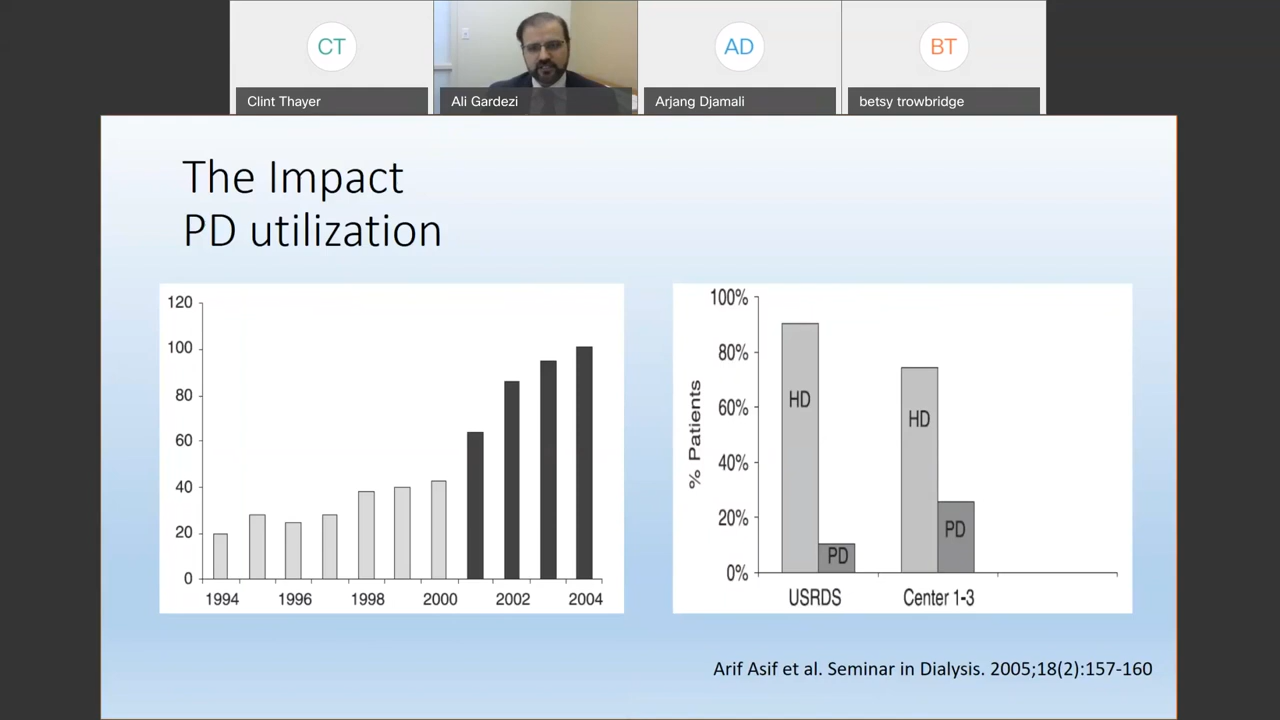 CT
AD
BT
Clint Thayer
Ali Gardezi
Arjang Djamali
betsy trowbridge
The Impact
PD utilization
120
100
80
60
40
20
0
1994
1996
1998
2000
2002
2004
% Patients
100%
80%
60%
40%
20%
0%
HD
PD
HD
PD
USRDS
Center 1-3
Arif Asif et al. Seminar in Dialysis. 2005;18(2):157-160